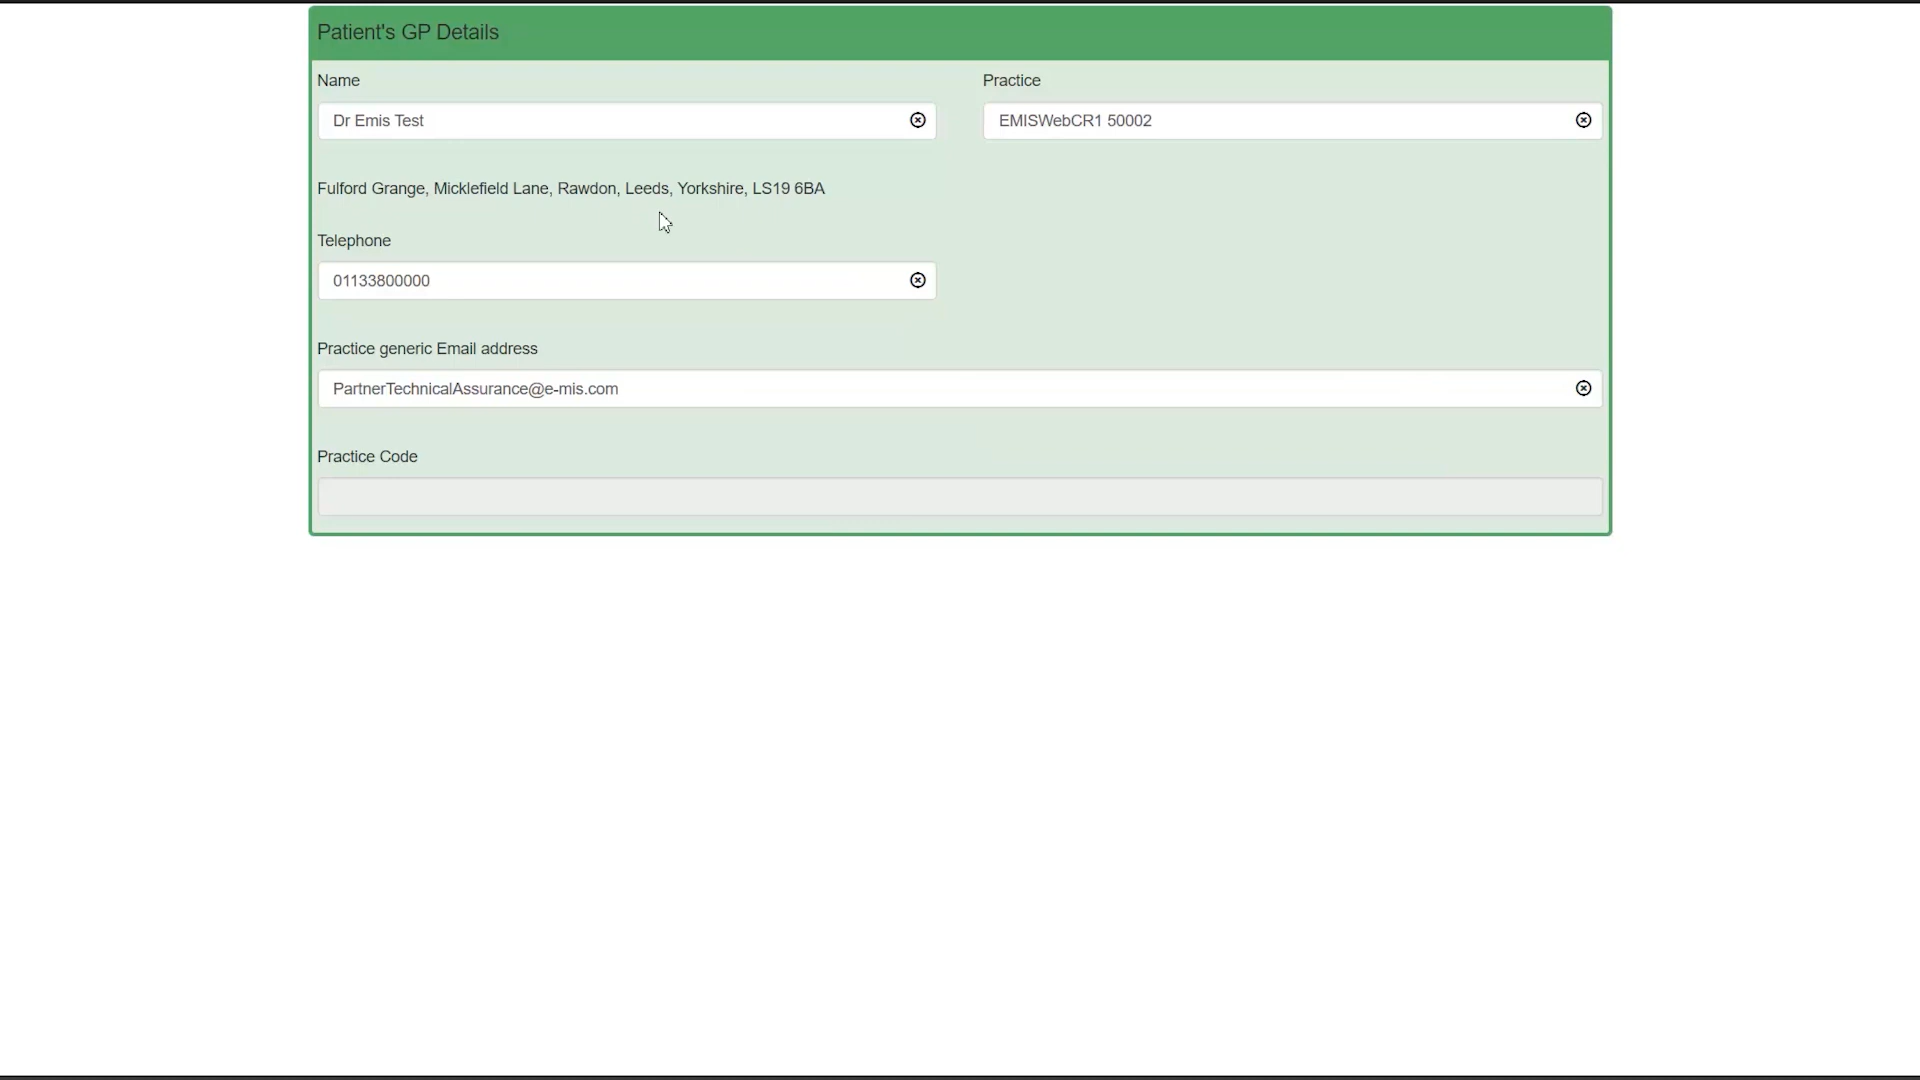 Patient's GP Details
Name
Practice
Dr Emis Test
EMISWebCR1 50002
Fulford Grange, Micklefield Lane, Rawdon, Leeds, Yorkshire, LS19 6BA
Telephone
01133800000
Practice generic Email address
PartnerTechnicalAssurance@e-mis.com
Practice Code